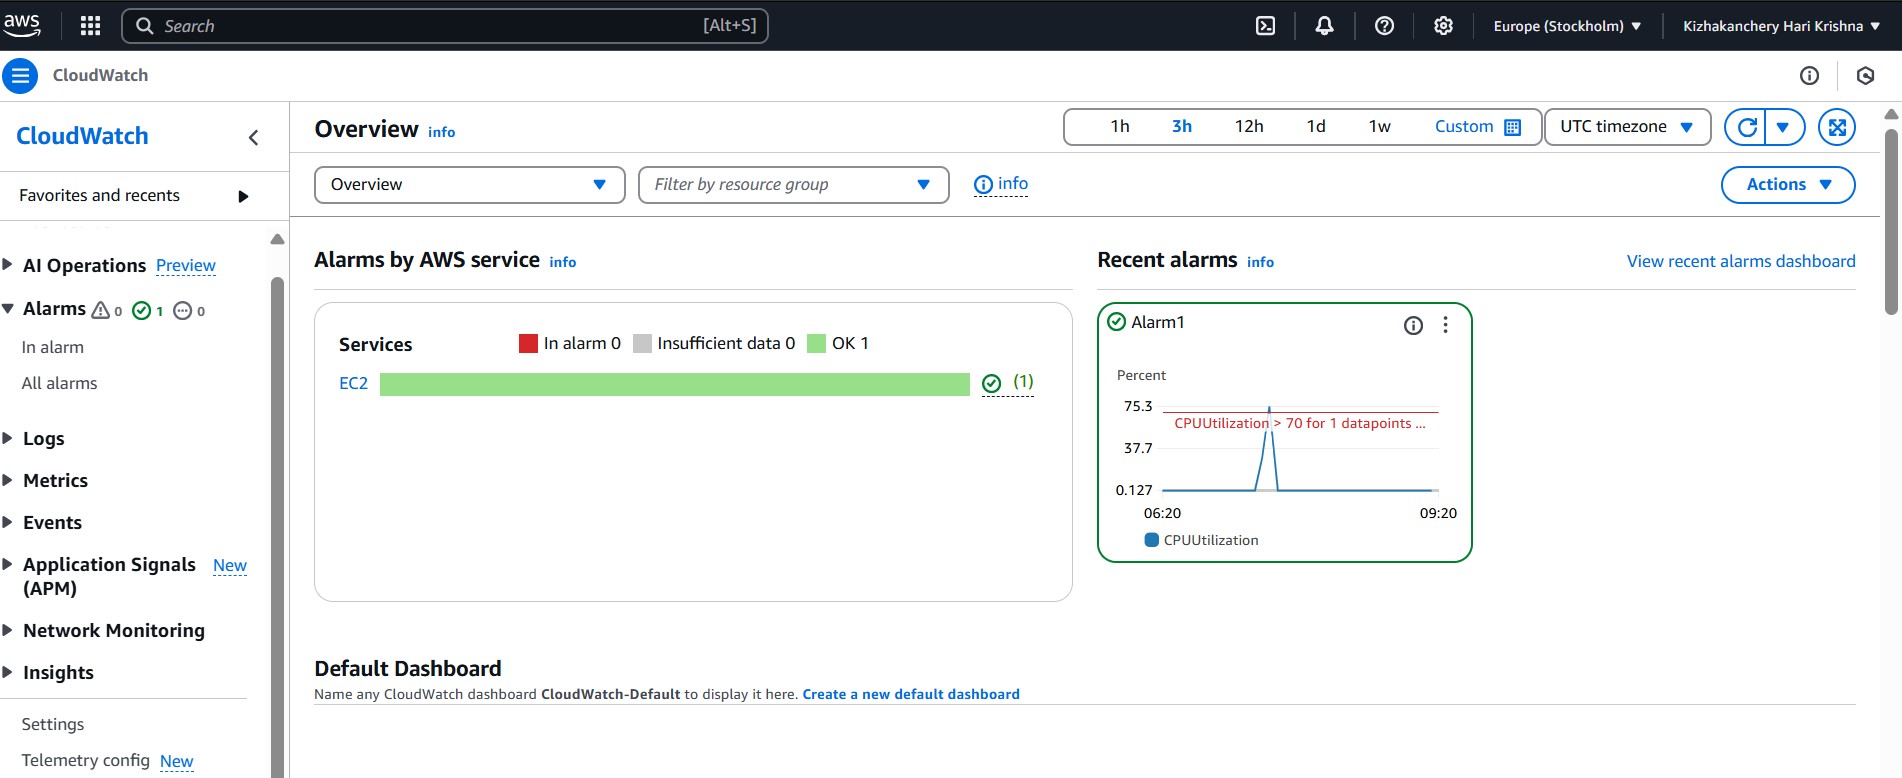 aws
Search [Alt+S]
Europe (Stockholm)
Kizhakanchery Hari Krishna
CloudWatch
CloudWatch
Favorites and recents
AI Operations Preview
Alarms 0 1 0
In alarm
All alarms
Logs
Metrics
Events
Application Signals New
(APM)
Network Monitoring
Insights
Settings
Telemetry config New
Overview info
1h 3h 12h 1d 1w Custom
UTC timezone
Overview
Filter by resource group
info
Actions
Alarms by AWS service info
Services
In alarm 0 Insufficient data 0 OK 1
EC2 (1)
Recent alarms info
View recent alarms dashboard
Alarm1
Percent
75.3
CPUUtilization > 70 for 1 datapoints ...
37.7
0.127
06:20 09:20
CPUUtilization
Default Dashboard
Name any CloudWatch dashboard CloudWatch-Default to display it here. Create a new default dashboard